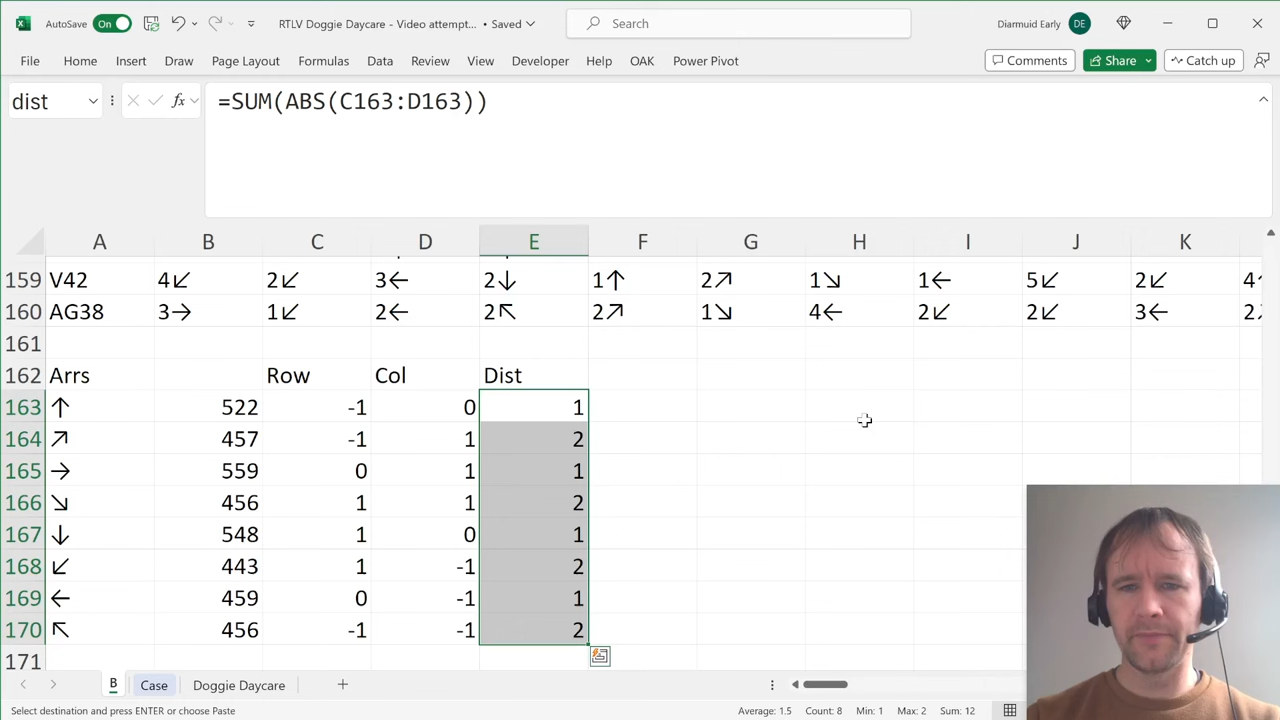 AutoSave On RTLV Doggie Daycare - Video attempt... • Saved Search Diarmuid Early DE
File Home Insert Draw Page Layout Formulas Data Review View Developer Help OAK Power Pivot Comments Share Catch up
dist fx =SUM(ABS(C163:D163))
A B C D E F G H I J K
159 V42 4↙ 2↙ 3← 2↓ 1↑ 2↗ 1↘ 1← 5↙ 2↙ 4
160 AG38 3→ 1↙ 2← 2↖ 2↗ 1↘ 4← 2↙ 2↙ 3← 2
161
162 Arrs Row Col Dist
163 ↑ 522 -1 0 1
164 ↗ 457 -1 1 2
165 → 559 0 1 1
166 ↘ 456 1 1 2
167 ↓ 548 1 0 1
168 ↙ 443 1 -1 2
169 ← 459 0 -1 1
170 ↖ 456 -1 -1 2
171
B Case Doggie Daycare
Select destination and press ENTER or choose Paste Average: 1.5 Count: 8 Min: 1 Max: 2 Sum: 12